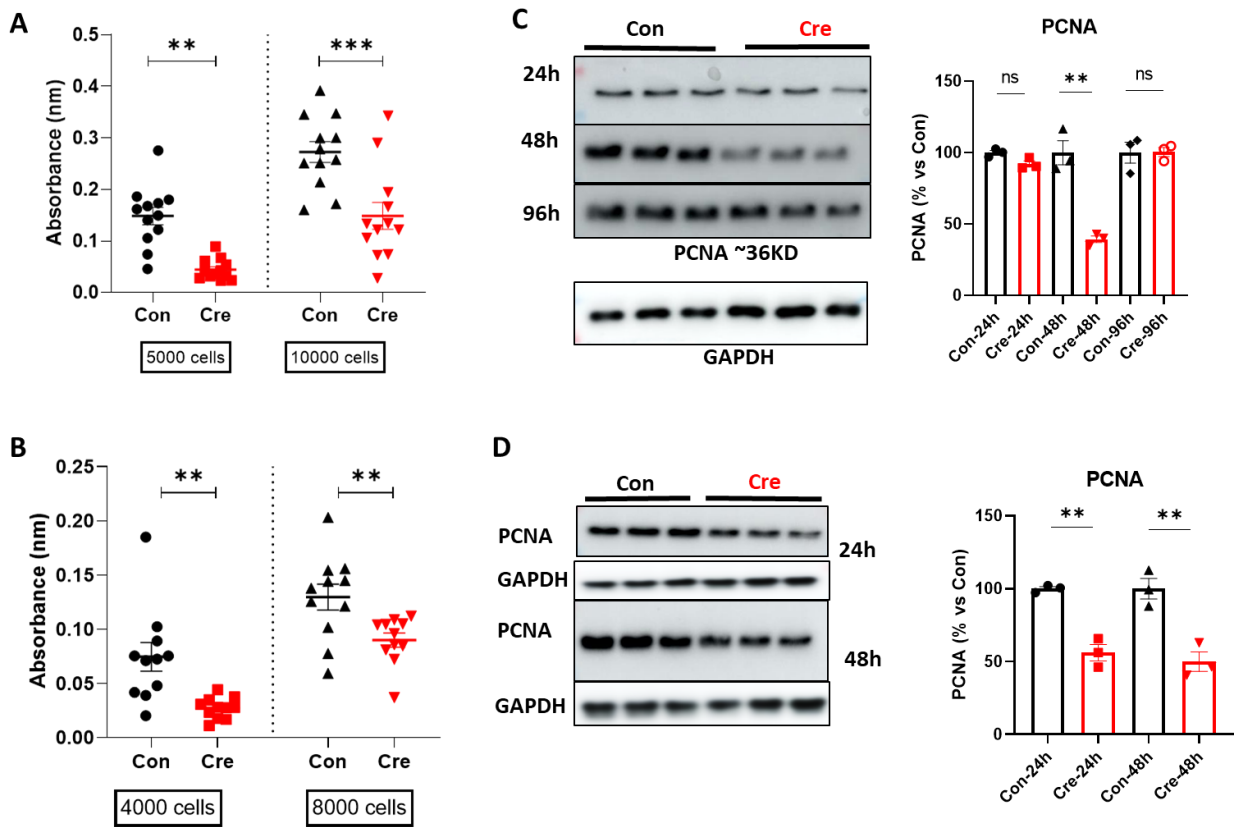 A
Absorbance (nm)
0.5
0.4
0.3
0.2
0.1
0.0
**
***
Con
Cre
Con
Cre
5000 cells
10000 cells
B
Absorbance (nm)
0.25
0.20
0.15
0.10
0.05
0.00
**
**
Con
Cre
Con
Cre
4000 cells
8000 cells
C
Con
Cre
24h
48h
96h
PCNA ~36KD
GAPDH
PCNA
PCNA (% vs Con)
150
100
50
0
ns
**
ns
Con-24h
Cre-24h
Con-48h
Cre-48h
Con-96h
Cre-96h
D
Con
Cre
PCNA
24h
GAPDH
PCNA
48h
GAPDH
PCNA
PCNA (% vs Con)
150
100
50
0
**
**
Con-24h
Cre-24h
Con-48h
Cre-48h